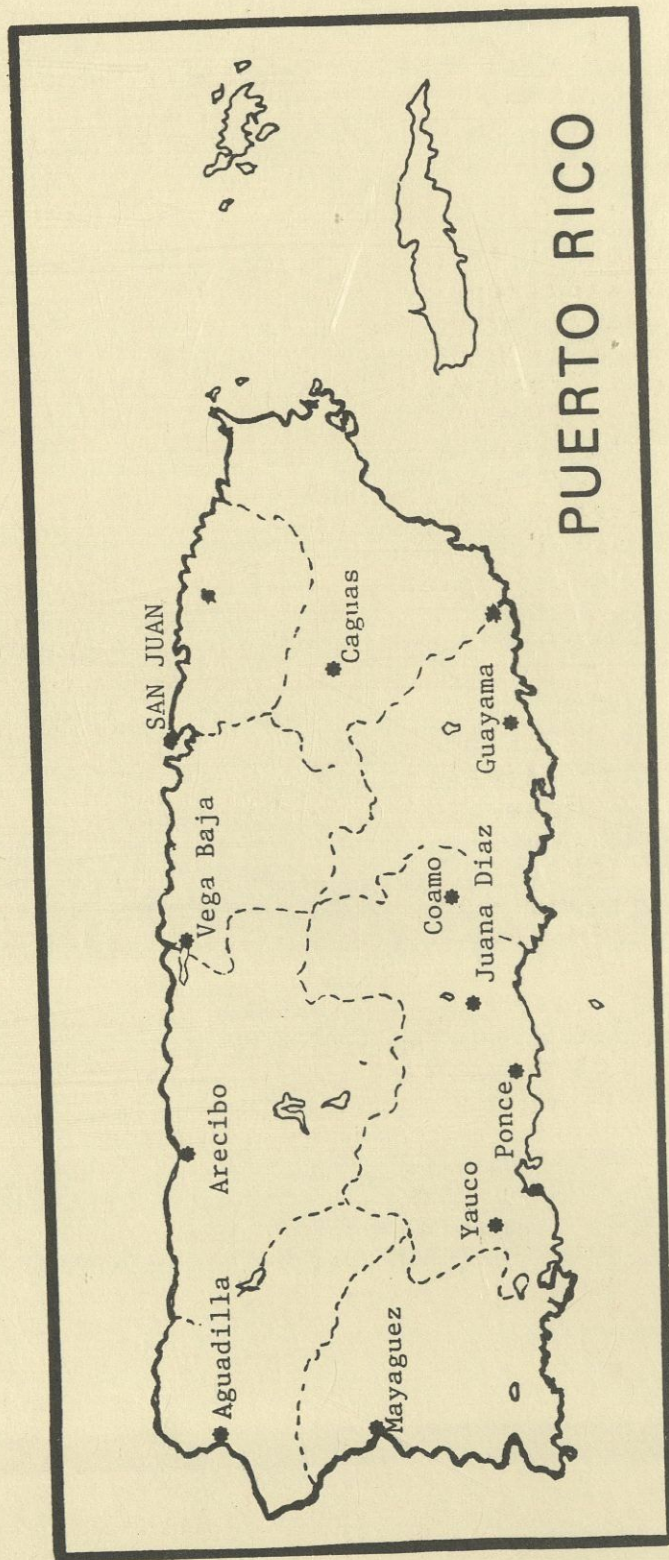 SAN JUAN
Vega Baja
Arecibo
Aguadilla
Caguas
Mayaguez
Coamo
Guayama
Juana Diaz
Yauco
Ponce
PUERTO RICO